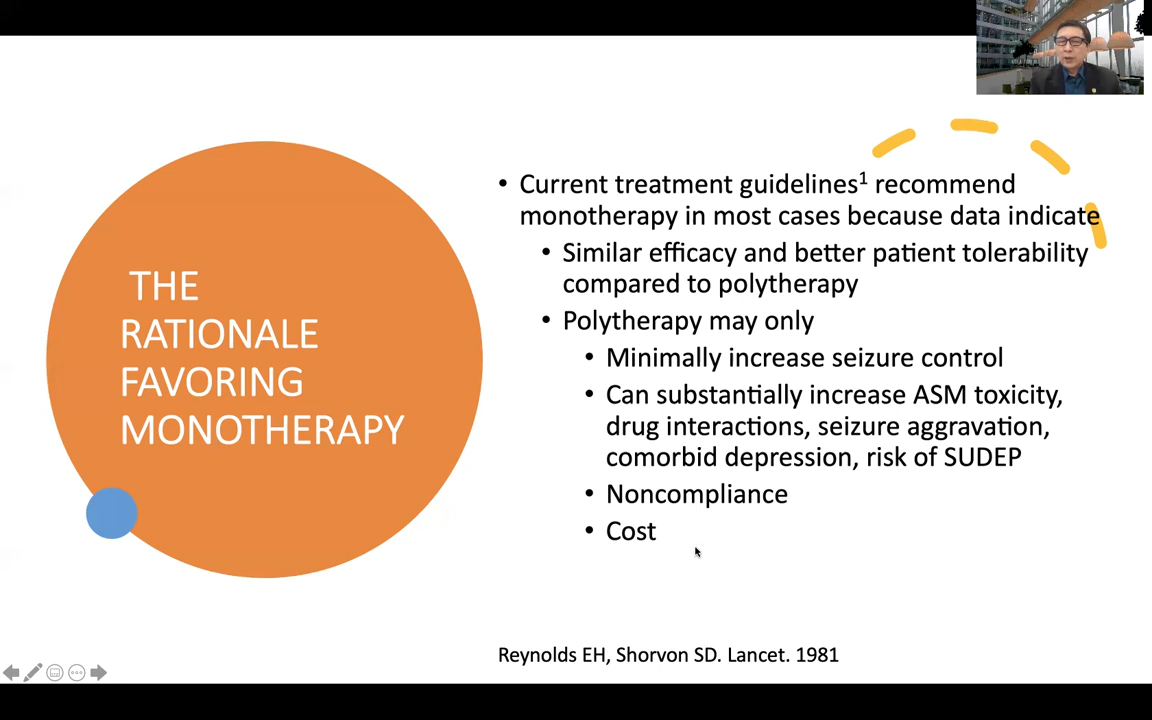 THE
RATIONALE
FAVORING
MONOTHERAPY
• Current treatment guidelines¹ recommend
monotherapy in most cases because data indicate
• Similar efficacy and better patient tolerability
compared to polytherapy
• Polytherapy may only
• Minimally increase seizure control
• Can substantially increase ASM toxicity,
drug interactions, seizure aggravation,
comorbid depression, risk of SUDEP
• Noncompliance
• Cost
Reynolds EH, Shorvon SD. Lancet. 1981